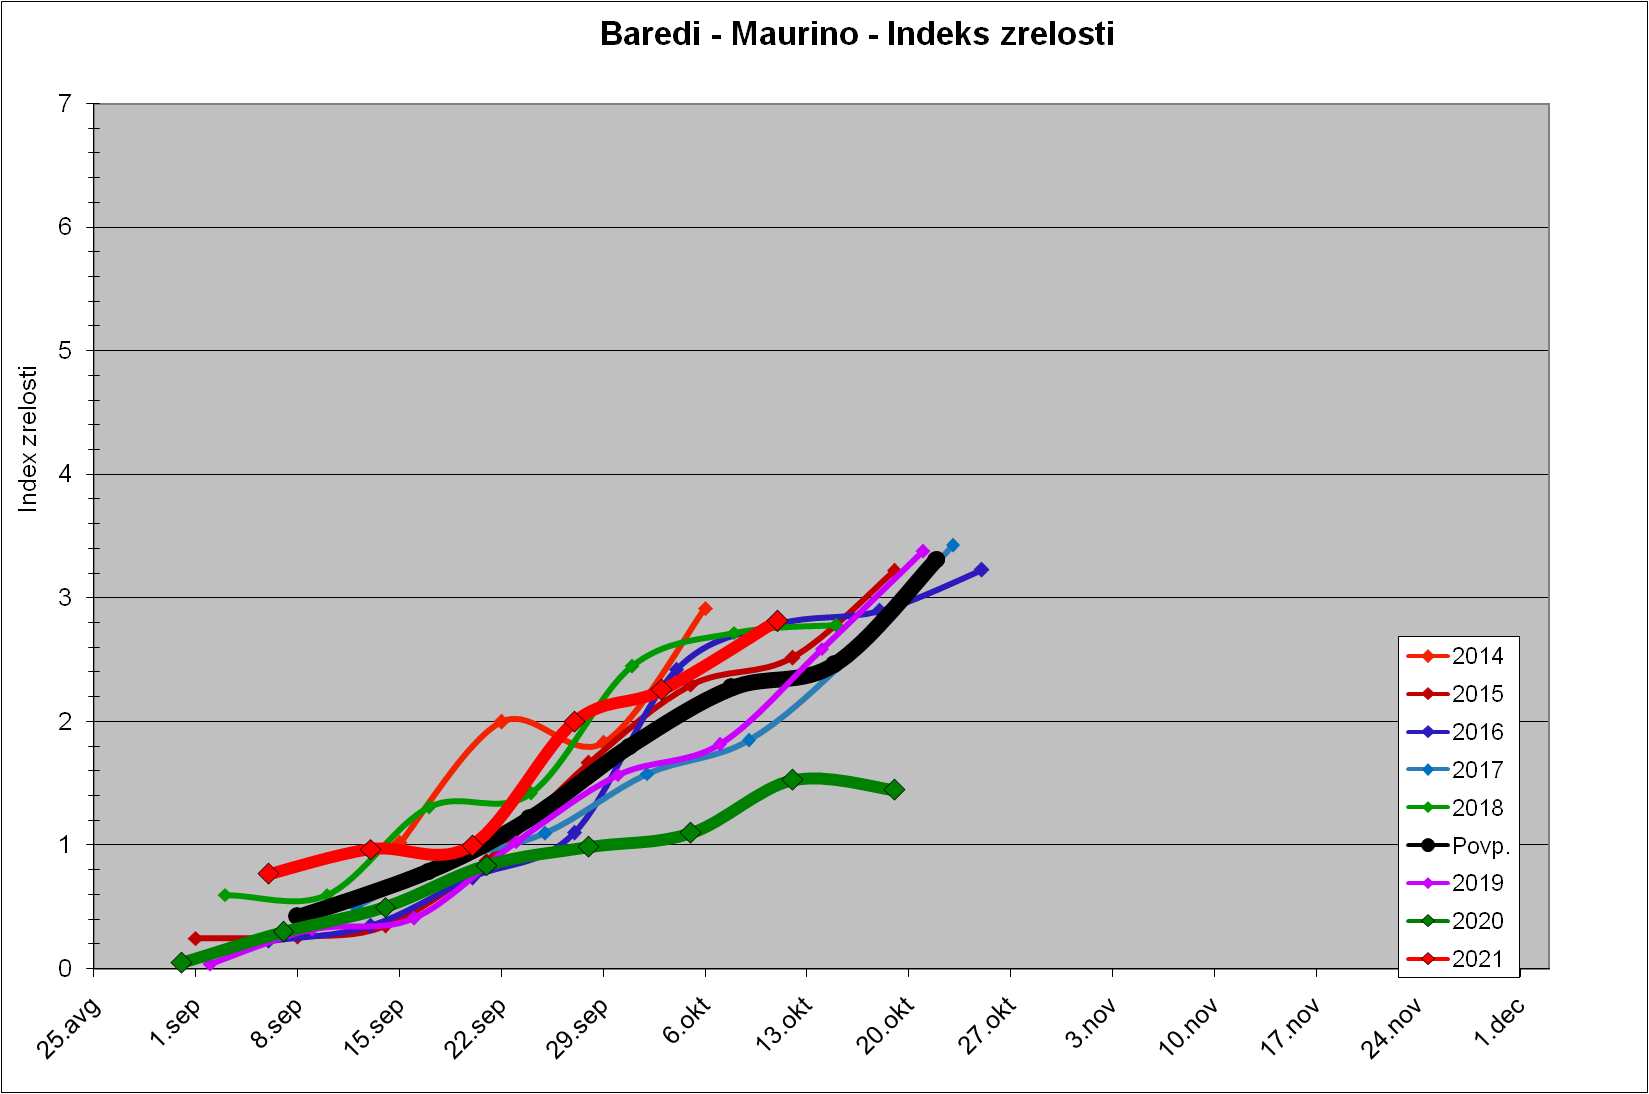 Baredi - Maurino - Indeks zrelosti
Index zrelosti
7
6
5
4
3
2
1
0
25.avg
1.sep
8.sep
15.sep
22.sep
29.sep
6.okt
13.okt
20.okt
27.okt
3.nov
10.nov
17.nov
24.nov
1.dec
2014
2015
2016
2017
2018
Povp.
2019
2020
2021